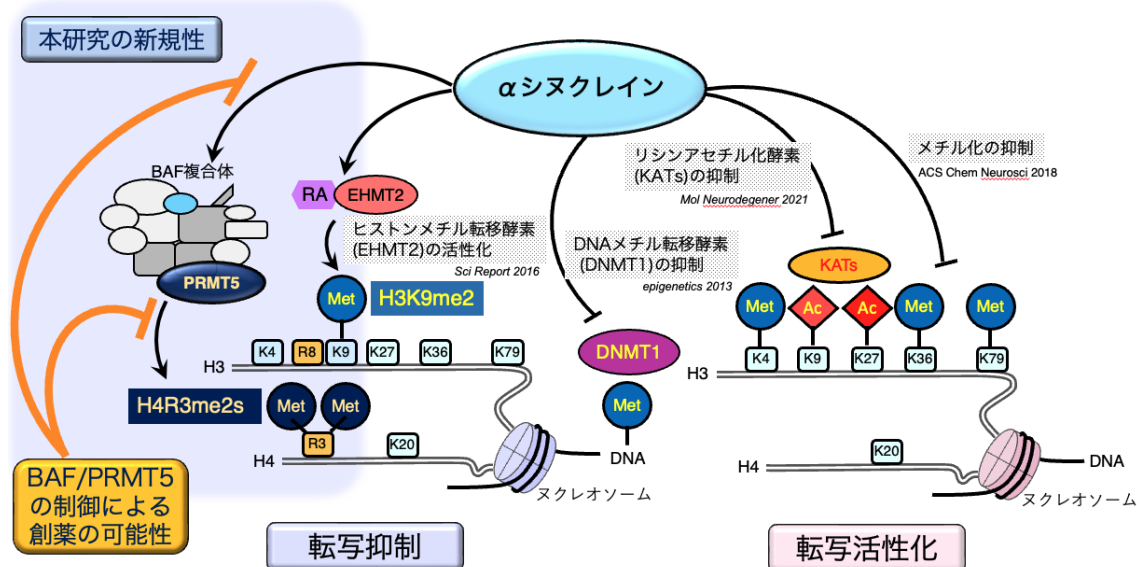 本研究の新規性
αシヌクレイン
BAF複合体
PRMT5
RA
EHMT2
ヒストンメチル転移酵素
(EHMT2)の活性化
Sci Report 2016
DNAメチル転移酵素
(DNMT1)の抑制
epigenetics 2013
リシンアセチル化酵素
(KATs)の抑制
Mol Neurodegener 2021
メチル化の抑制
ACS Chem Neurosci 2018
Met
H3K9me2
H3
K4
R8
K9
K27
K36
K79
H4R3me2s
Met
Met
R3
K20
H4
DNMT1
Met
DNA
ヌクレオソーム
KATs
Met
Ac
Ac
Met
Met
H3
K4
K9
K27
K36
K79
H4
K20
DNA
ヌクレオソーム
BAF/PRMT5
の制御による
創薬の可能性
転写抑制
転写活性化